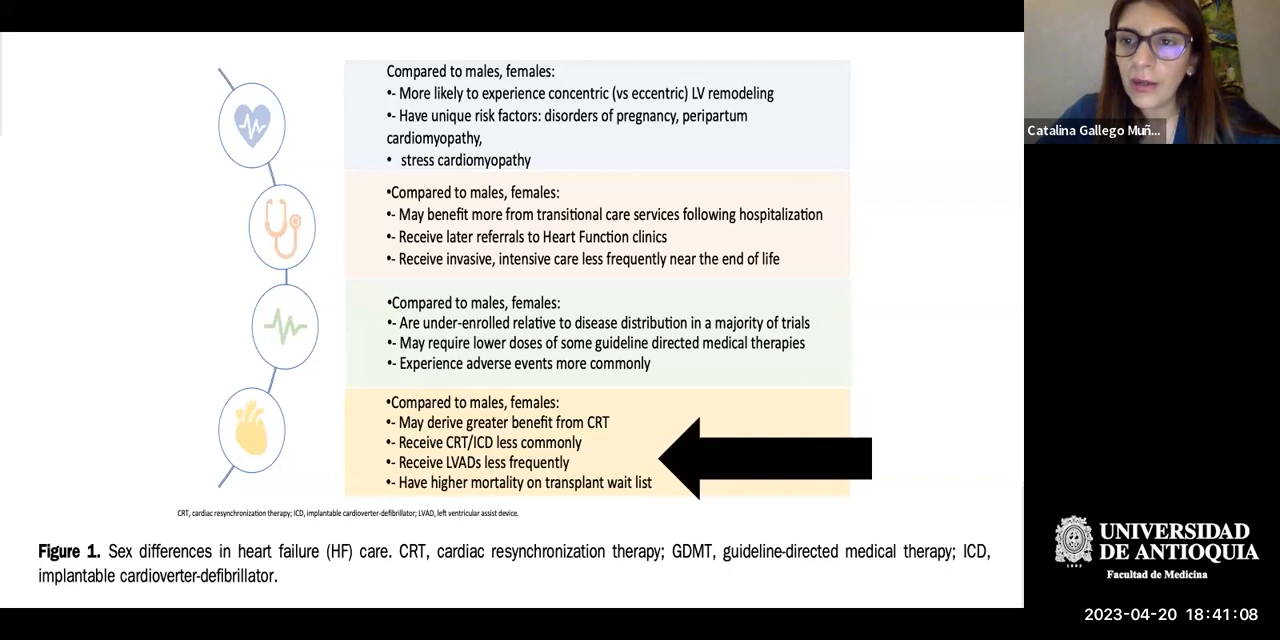 Compared to males, females:
•- More likely to experience concentric (vs eccentric) LV remodeling
•- Have unique risk factors: disorders of pregnancy, peripartum
cardiomyopathy,
• stress cardiomyopathy
•Compared to males, females:
•- May benefit more from transitional care services following hospitalization
•- Receive later referrals to Heart Function clinics
•- Receive invasive, intensive care less frequently near the end of life
•Compared to males, females:
•- Are under-enrolled relative to disease distribution in a majority of trials
•- May require lower doses of some guideline directed medical therapies
•- Experience adverse events more commonly
•Compared to males, females:
•- May derive greater benefit from CRT
•- Receive CRT/ICD less commonly
•- Receive LVADs less frequently
•- Have higher mortality on transplant wait list
CRT, cardiac resynchronization therapy; ICD, implantable cardioverter-defibrillator; LVAD, left ventricular assist device.
Figure 1. Sex differences in heart failure (HF) care. CRT, cardiac resynchronization therapy; GDMT, guideline-directed medical therapy; ICD,
implantable cardioverter-defibrillator.
Catalina Gallego Muñ...
UNIVERSIDAD
DE ANTIOQUIA
1803
Facultad de Medicina
2023-04-20 18:41:08